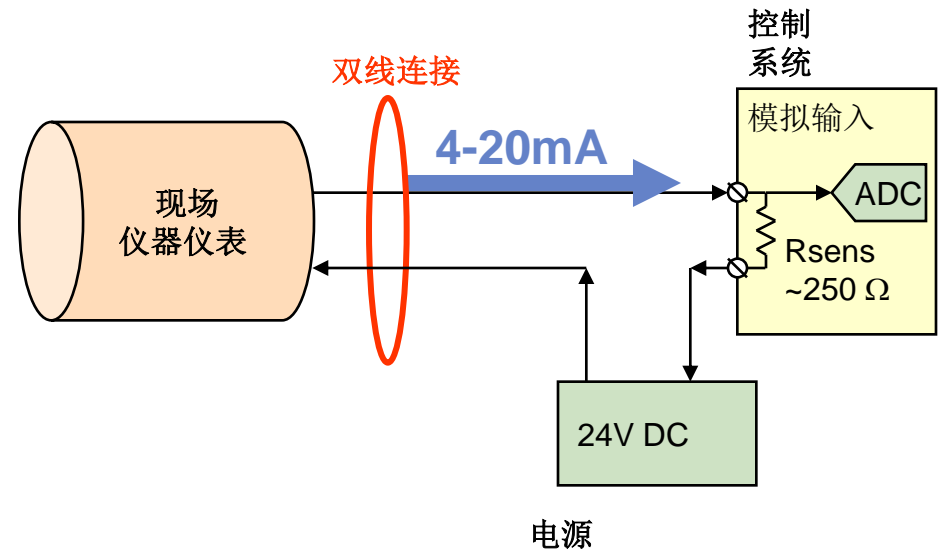 控制
系统
双线连接
模拟输入
4-20mA
ADC
现场
仪器仪表
Rsens
~250 Ω
24V DC
电源